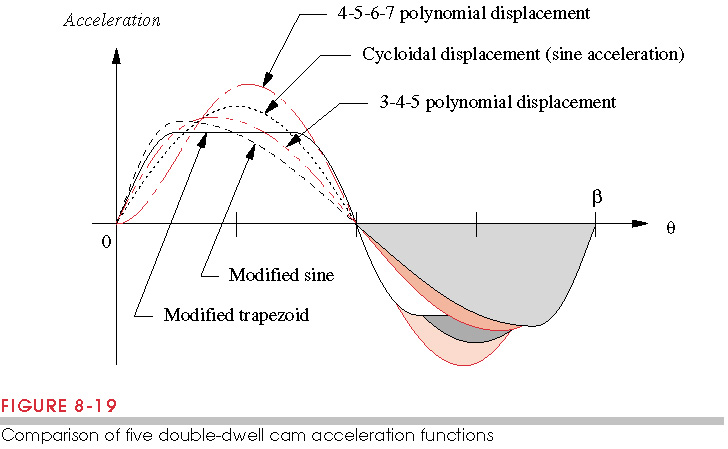 Acceleration
4-5-6-7 polynomial displacement
Cycloidal displacement (sine acceleration)
3-4-5 polynomial displacement
β
0
θ
Modified sine
Modified trapezoid
FIGURE 8-19
Comparison of five double-dwell cam acceleration functions